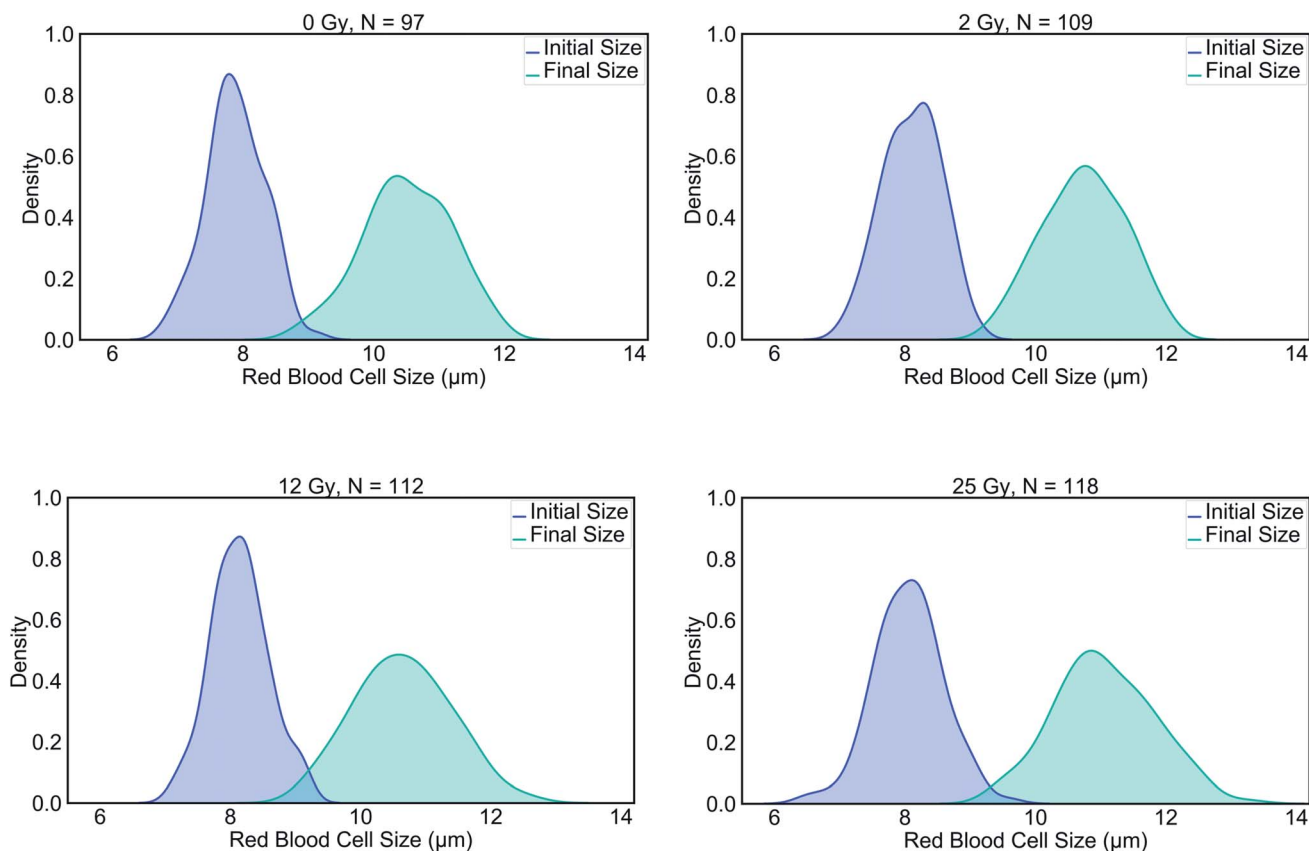 0 Gy, N = 97
1.0
0.8
0.6
0.4
0.2
0.0
Density
Initial Size
Final Size
6 8 10 12 14
Red Blood Cell Size (µm)
2 Gy, N = 109
1.0
0.8
0.6
0.4
0.2
0.0
Density
Initial Size
Final Size
6 8 10 12 14
Red Blood Cell Size (µm)
12 Gy, N = 112
1.0
0.8
0.6
0.4
0.2
0.0
Density
Initial Size
Final Size
6 8 10 12 14
Red Blood Cell Size (µm)
25 Gy, N = 118
1.0
0.8
0.6
0.4
0.2
0.0
Density
Initial Size
Final Size
6 8 10 12 14
Red Blood Cell Size (µm)